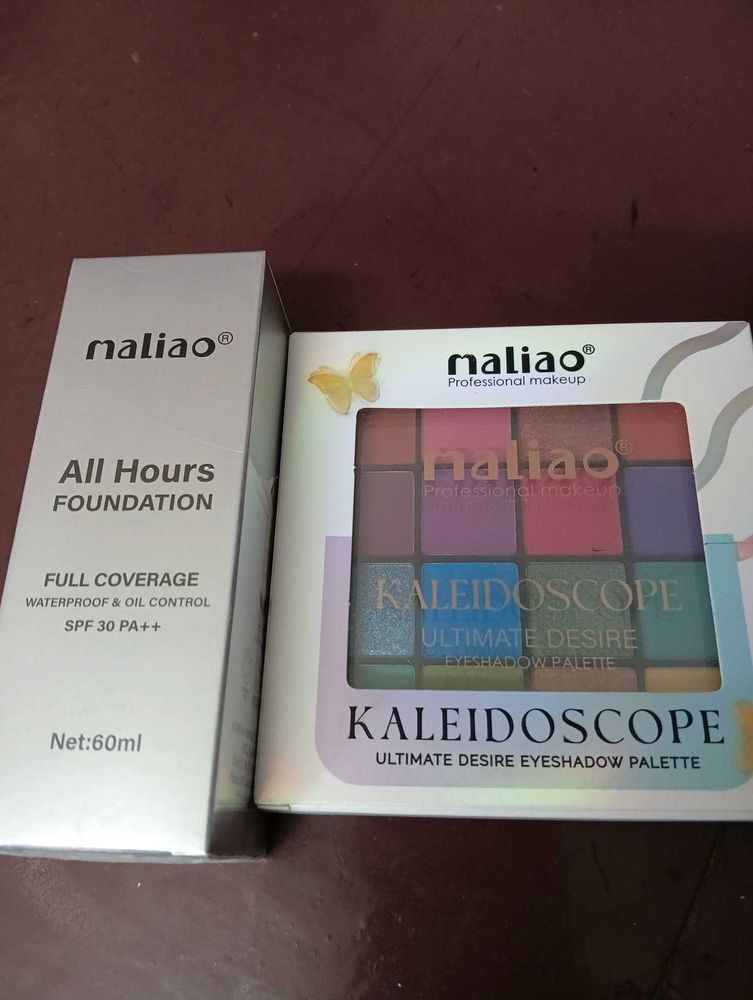 maliao®
All Hours
FOUNDATION
FULL COVERAGE
WATERPROOF & OIL CONTROL
SPF 30 PA++
Net:60ml
maliao®
Professional makeup
maliao®
Professional makeup
KALEIDOSCOPE
ULTIMATE DESIRE
EYESHADOW PALETTE
KALEIDOSCOPE
ULTIMATE DESIRE EYESHADOW PALETTE